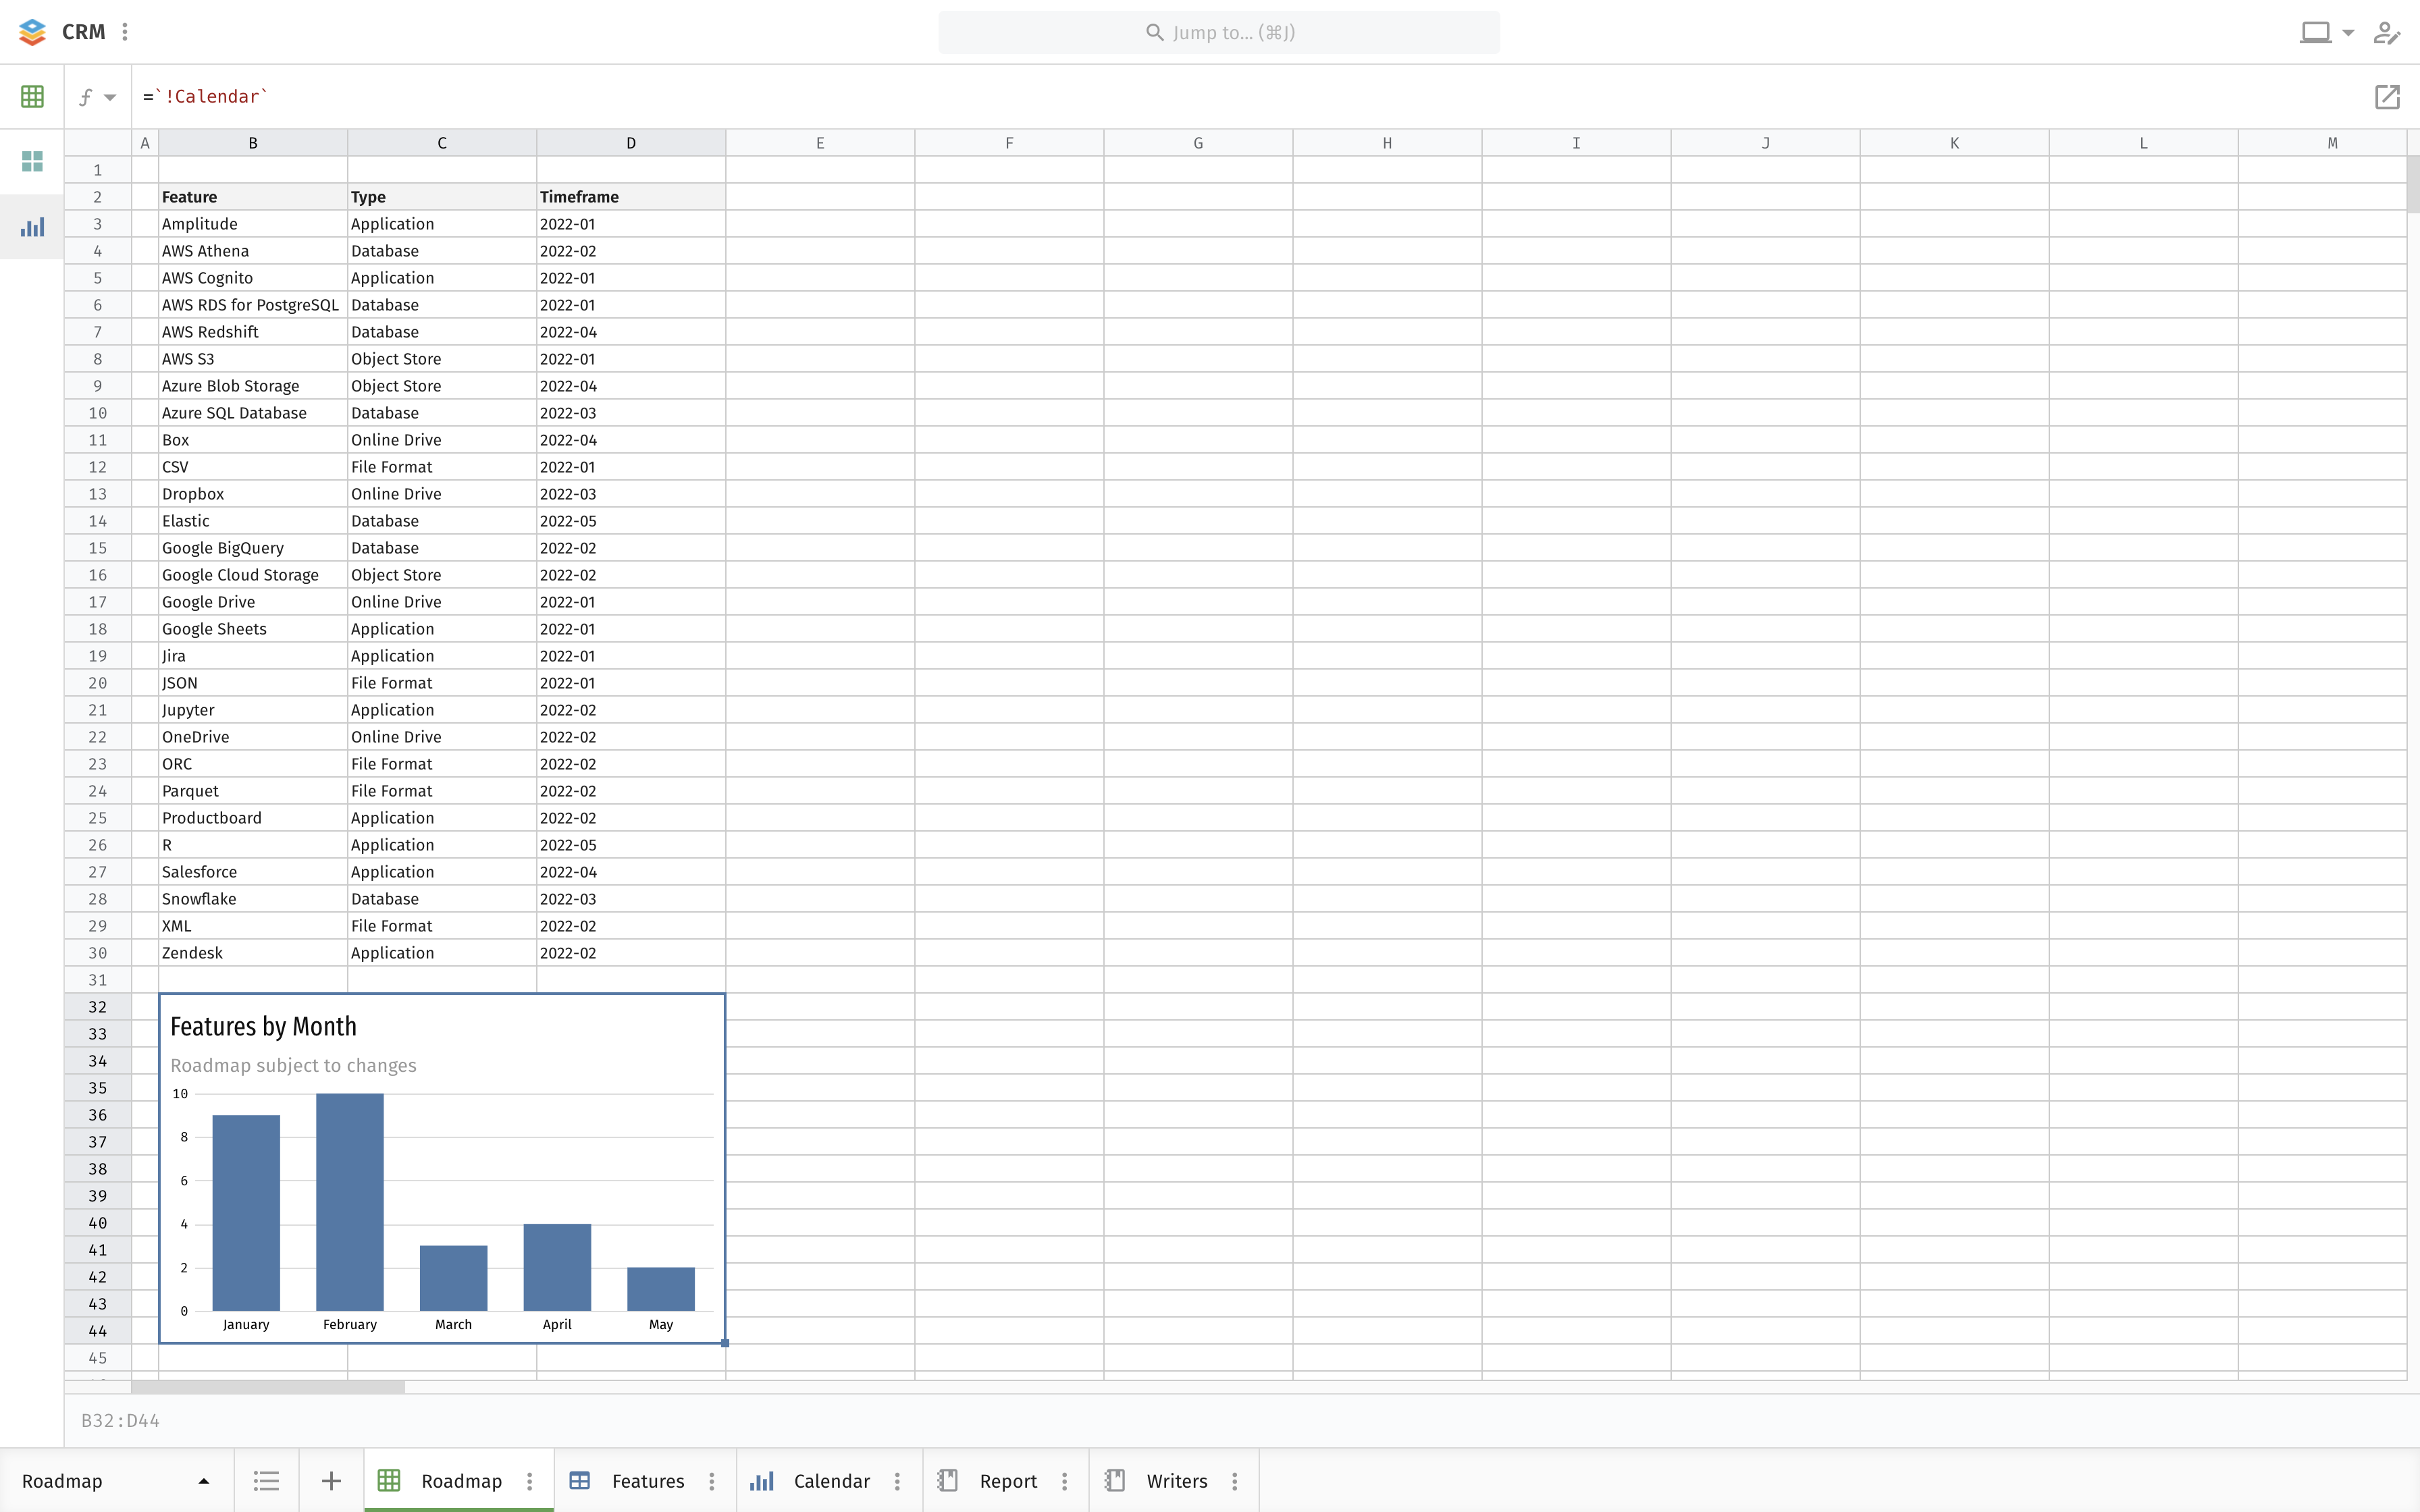 CRM
Jump to... (⌘J)
=`!Calendar`
A B C D E F G H I J K L M
1
2 Feature Type Timeframe
3 Amplitude Application 2022-01
4 AWS Athena Database 2022-02
5 AWS Cognito Application 2022-01
6 AWS RDS for PostgreSQL Database 2022-01
7 AWS Redshift Database 2022-04
8 AWS S3 Object Store 2022-01
9 Azure Blob Storage Object Store 2022-04
10 Azure SQL Database Database 2022-03
11 Box Online Drive 2022-04
12 CSV File Format 2022-01
13 Dropbox Online Drive 2022-03
14 Elastic Database 2022-05
15 Google BigQuery Database 2022-02
16 Google Cloud Storage Object Store 2022-02
17 Google Drive Online Drive 2022-01
18 Google Sheets Application 2022-01
19 Jira Application 2022-01
20 JSON File Format 2022-01
21 Jupyter Application 2022-02
22 OneDrive Online Drive 2022-02
23 ORC File Format 2022-02
24 Parquet File Format 2022-02
25 Productboard Application 2022-02
26 R Application 2022-05
27 Salesforce Application 2022-04
28 Snowflake Database 2022-03
29 XML File Format 2022-02
30 Zendesk Application 2022-02
31
32
33
34
35
36
37
38
39
40
41
42
43
44
45
Features by Month
Roadmap subject to changes
10
8
6
4
2
0
January February March April May
B32:D44
Roadmap Roadmap Features Calendar Report Writers